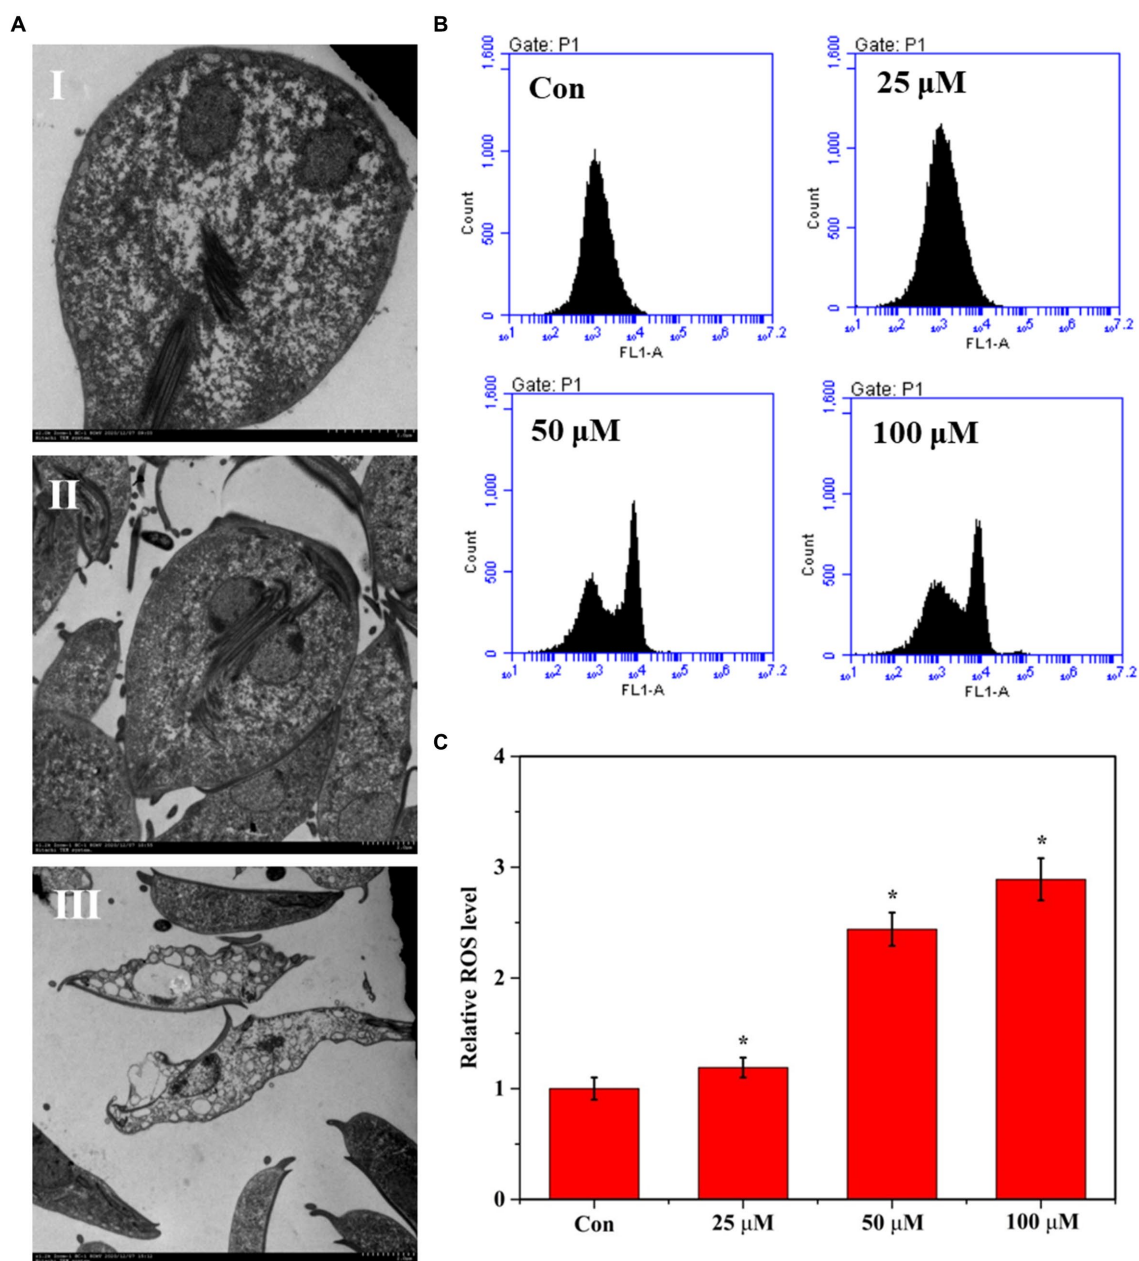 A
I
II
III
B
Gate: P1
Con
1,600
1,000
500
0
Count
10^1 10^2 10^3 10^4 10^5 10^6 10^7.2
FL1-A
Gate: P1
25 μM
1,600
1,000
500
0
Count
10^1 10^2 10^3 10^4 10^5 10^6 10^7.2
FL1-A
Gate: P1
50 μM
1,600
1,000
500
0
Count
10^1 10^2 10^3 10^4 10^5 10^6 10^7.2
FL1-A
Gate: P1
100 μM
1,600
1,000
500
0
Count
10^1 10^2 10^3 10^4 10^5 10^6 10^7.2
FL1-A
C
4
3
2
1
0
Relative ROS level
*
*
*
Con 25 μM 50 μM 100 μM